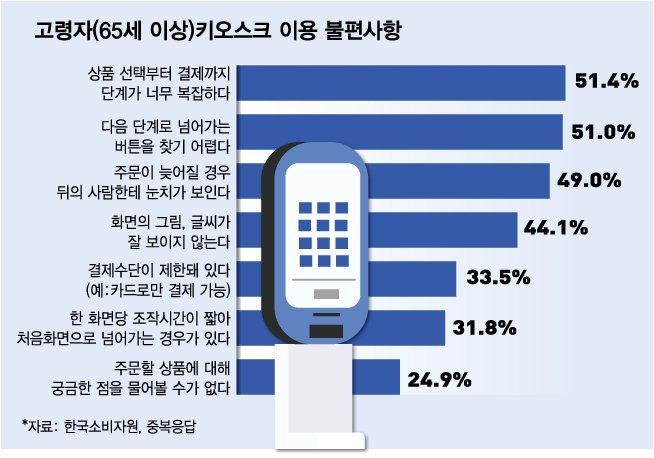 고령자(65세 이상)키오스크 이용 불편사항
상품 선택부터 결제까지
단계가 너무 복잡하다
51.4%
다음 단계로 넘어가는
버튼을 찾기 어렵다
51.0%
주문이 늦어질 경우
뒤의 사람한테 눈치가 보인다
49.0%
화면의 그림, 글씨가
잘 보이지 않는다
44.1%
결제수단이 제한돼 있다
(예:카드로만 결제 가능)
33.5%
한 화면당 조작시간이 짧아
처음화면으로 넘어가는 경우가 있다
31.8%
주문할 상품에 대해
궁금한 점을 물어볼 수가 없다
24.9%
*자료: 한국소비자원, 중복응답